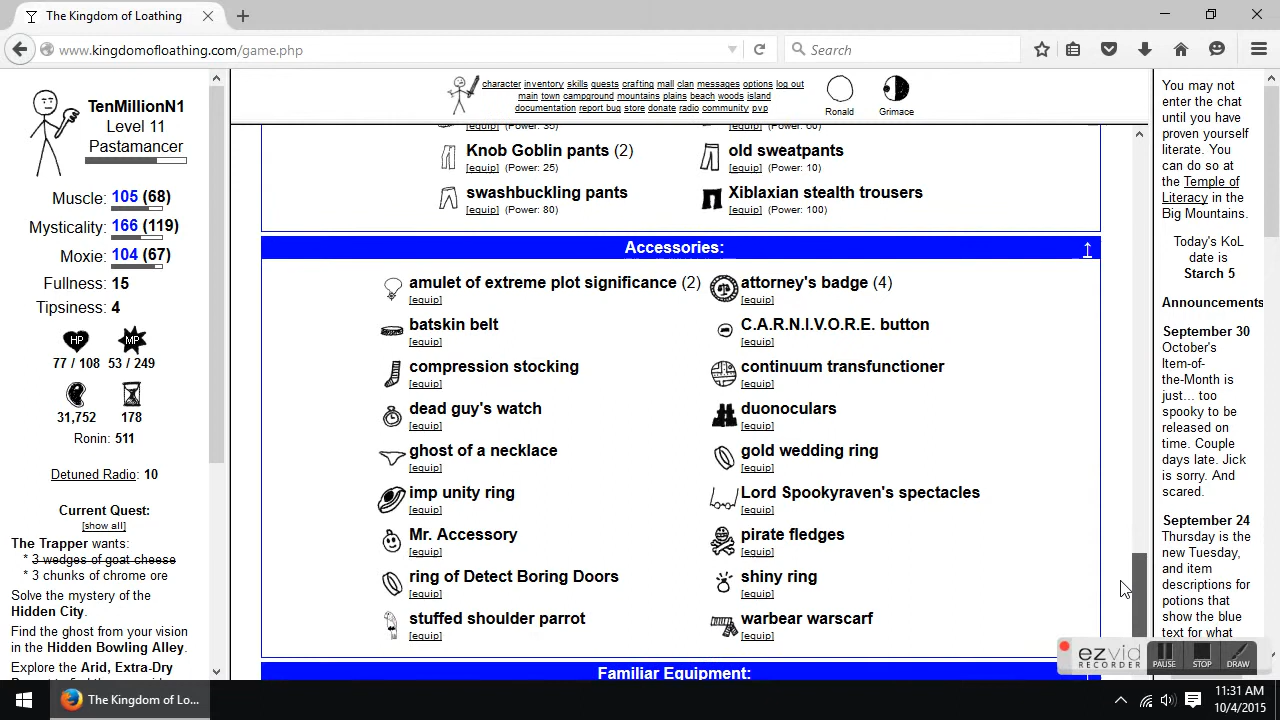 The Kingdom of Loathing
www.kingdomofloathing.com/game.php
Search
TenMillionN1
Level 11
Pastamancer
Muscle: 105 (68)
Mysticality: 166 (119)
Moxie: 104 (67)
Fullness: 15
Tipsiness: 4
HP MP
77 / 108 53 / 249
31,752 178
Ronin: 511
Detuned Radio: 10
Current Quest:
[show all]
The Trapper wants:
* 3 wedges of goat cheese
* 3 chunks of chrome ore
Solve the mystery of the
Hidden City.
Find the ghost from your vision
in the Hidden Bowling Alley.
Explore the Arid, Extra-Dry
character inventory skills quests crafting mall clan messages options log out
main town campground mountains plains beach woods island
documentation report bug store donate radio community pvp
Ronald Grimace
[equip] (Power: 35) [equip] (Power: 60)
Knob Goblin pants (2) old sweatpants
[equip] (Power: 25) [equip] (Power: 10)
swashbuckling pants Xiblaxian stealth trousers
[equip] (Power: 80) [equip] (Power: 100)
Accessories: ↑
amulet of extreme plot significance (2) attorney's badge (4)
[equip] [equip]
batskin belt C.A.R.N.I.V.O.R.E. button
[equip] [equip]
compression stocking continuum transfunctioner
[equip] [equip]
dead guy's watch duonoculars
[equip] [equip]
ghost of a necklace gold wedding ring
[equip] [equip]
imp unity ring Lord Spookyraven's spectacles
[equip] [equip]
Mr. Accessory pirate fledges
[equip] [equip]
ring of Detect Boring Doors shiny ring
[equip] [equip]
stuffed shoulder parrot warbear warscarf
[equip] [equip]
Familiar Equipment:
You may not
enter the chat
until you have
proven yourself
literate. You
can do so at
the Temple of
Literacy in the
Big Mountains.
Today's KoL
date is
Starch 5
Announcements
September 30
October's
Item-of-
the-Month is
just... too
spooky to be
released on
time. Couple
days late. Jick
is sorry. And
scared.
September 24
Thursday is the
new Tuesday,
and item
descriptions for
potions that
show the blue
text for what
ezvid
RECORDER
PAUSE STOP DRAW
The Kingdom of Lo...
11:31 AM
10/4/2015